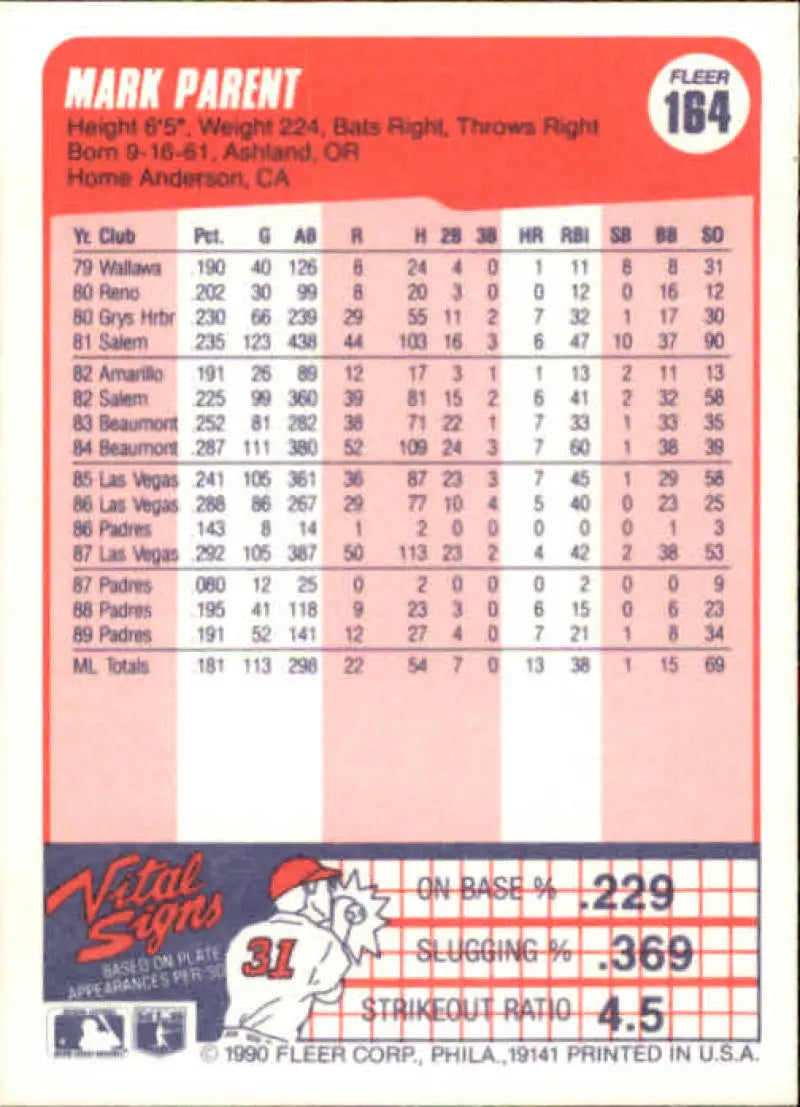 MARK PARENT
FLEER
164
Height 6'5", Weight 224, Bats Right, Throws Right
Born 9-16-61, Ashland, OR
Home Anderson, CA
Yr. Club Pct. G AB R H 2B 3B HR RBI SB BB SO
79 Wallawa .190 40 126 8 24 4 0 1 11 8 8 31
80 Reno .202 30 99 8 20 3 0 0 12 0 16 12
80 Grys Hrbr .230 66 239 29 55 11 2 7 32 1 17 30
81 Salem .235 123 438 44 103 16 3 6 47 10 37 90
82 Amarillo .191 26 89 12 17 3 1 1 13 2 11 13
82 Salem .225 99 360 39 81 15 2 6 41 2 32 58
83 Beaumont .252 81 282 38 71 22 1 7 33 1 33 35
84 Beaumont .287 111 380 52 109 24 3 7 60 1 38 39
85 Las Vegas .241 105 361 36 87 23 3 7 45 1 29 58
86 Las Vegas .288 86 267 29 77 10 4 5 40 0 23 25
86 Padres .143 8 14 1 2 0 0 0 0 0 1 3
87 Las Vegas .292 105 387 50 113 23 2 4 42 2 38 53
87 Padres .080 12 25 0 2 0 0 0 2 0 0 9
88 Padres .195 41 118 9 23 3 0 6 15 0 6 23
89 Padres .191 52 141 12 27 4 0 7 21 1 8 34
ML Totals .181 113 298 22 54 7 0 13 38 1 15 69
Vital
Signs
BASED ON PLATE
APPEARANCES PER-SO
31
ON BASE % .229
SLUGGING % .369
STRIKEOUT RATIO 4.5
© 1990 FLEER CORP., PHILA., 19141 PRINTED IN U.S.A.